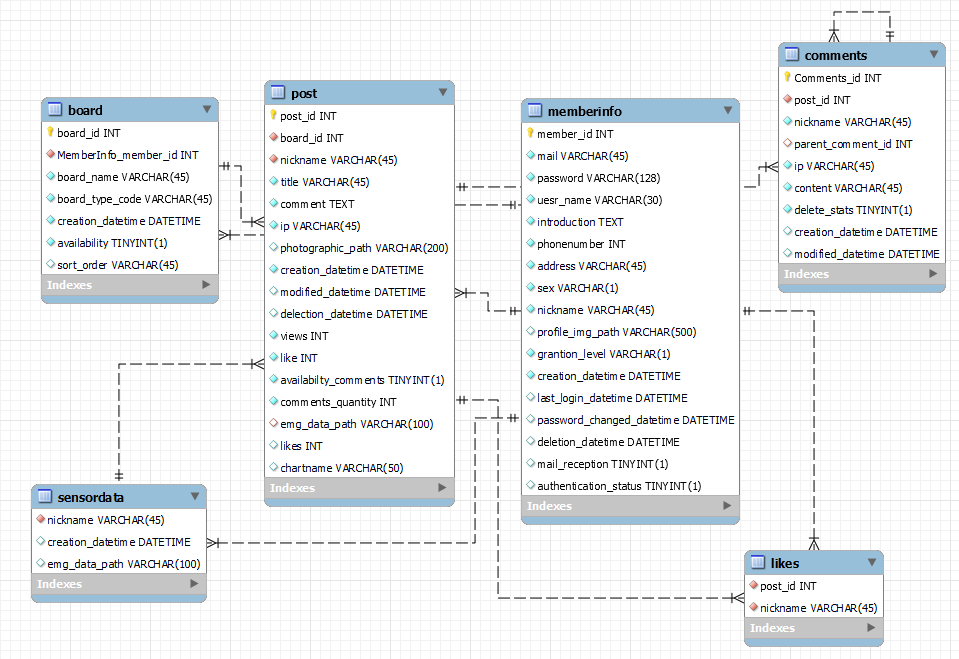 board
board_id INT
MemberInfo_member_id INT
board_name VARCHAR(45)
board_type_code VARCHAR(45)
creation_datetime DATETIME
availability TINYINT(1)
sort_order VARCHAR(45)
Indexes
post
post_id INT
board_id INT
nickname VARCHAR(45)
title VARCHAR(45)
comment TEXT
ip VARCHAR(45)
photographic_path VARCHAR(200)
creation_datetime DATETIME
modified_datetime DATETIME
delection_datetime DATETIME
views INT
like INT
availabilty_comments TINYINT(1)
comments_quantity INT
emg_data_path VARCHAR(100)
likes INT
chartname VARCHAR(50)
Indexes
memberinfo
member_id INT
mail VARCHAR(45)
password VARCHAR(128)
uesr_name VARCHAR(30)
introduction TEXT
phonenumber INT
address VARCHAR(45)
sex VARCHAR(1)
nickname VARCHAR(45)
profile_img_path VARCHAR(500)
grantion_level VARCHAR(1)
creation_datetime DATETIME
last_login_datetime DATETIME
password_changed_datetime DATETIME
deletion_datetime DATETIME
mail_reception TINYINT(1)
authentication_status TINYINT(1)
Indexes
comments
Comments_id INT
post_id INT
nickname VARCHAR(45)
parent_comment_id INT
ip VARCHAR(45)
content VARCHAR(45)
delete_stats TINYINT(1)
creation_datetime DATETIME
modified_datetime DATETIME
Indexes
sensordata
nickname VARCHAR(45)
creation_datetime DATETIME
emg_data_path VARCHAR(100)
Indexes
likes
post_id INT
nickname VARCHAR(45)
Indexes